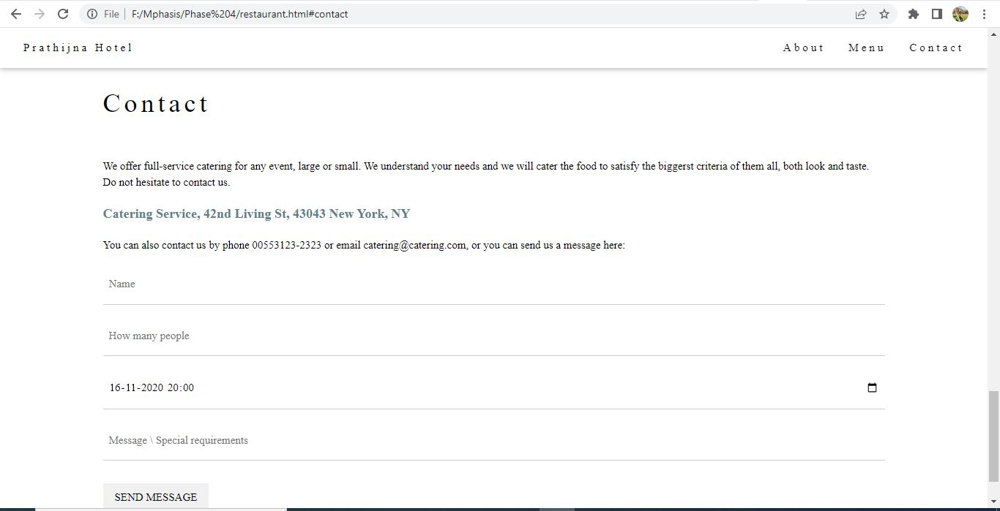 File | F:/Mphasis/Phase%204/restaurant.html#contact
Prathijna Hotel About Menu Contact
Contact
We offer full-service catering for any event, large or small. We understand your needs and we will cater the food to satisfy the biggerst criteria of them all, both look and taste.
Do not hesitate to contact us.
Catering Service, 42nd Living St, 43043 New York, NY
You can also contact us by phone 00553123-2323 or email catering@catering.com, or you can send us a message here:
Name
How many people
16-11-2020 20:00
Message \ Special requirements
SEND MESSAGE